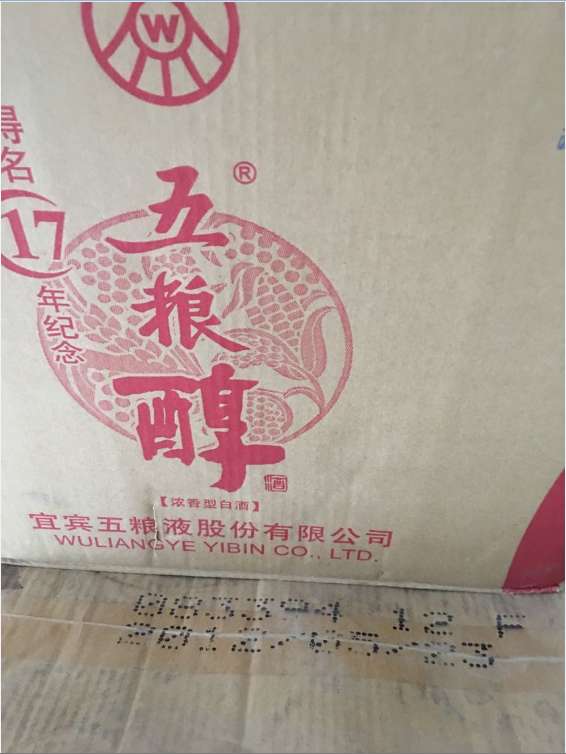 W
得名
17
年纪念
五粮醇
®
【浓香型白酒】
宜宾五粮液股份有限公司
WULIANGYE YIBIN CO., LTD.